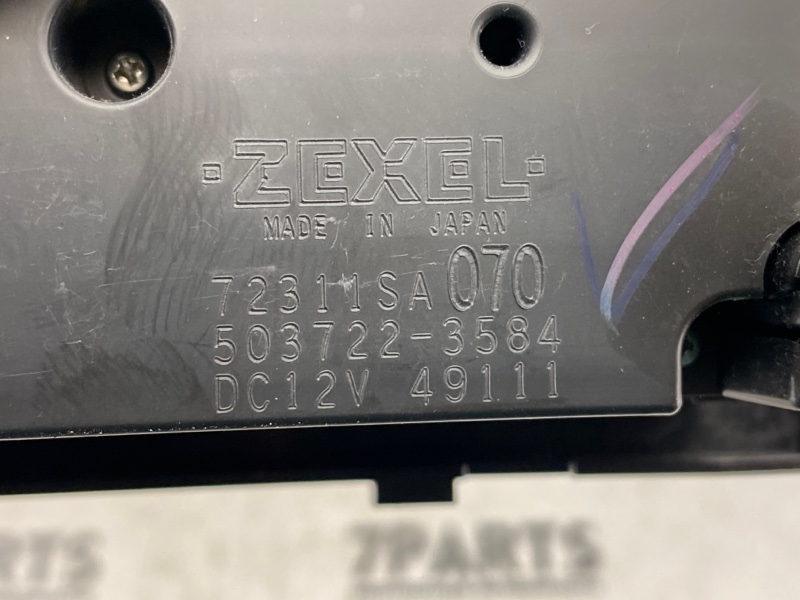 ZEXEL
MADE IN JAPAN
72311SA070
503722-3584
DC12V 49111
7PARTS